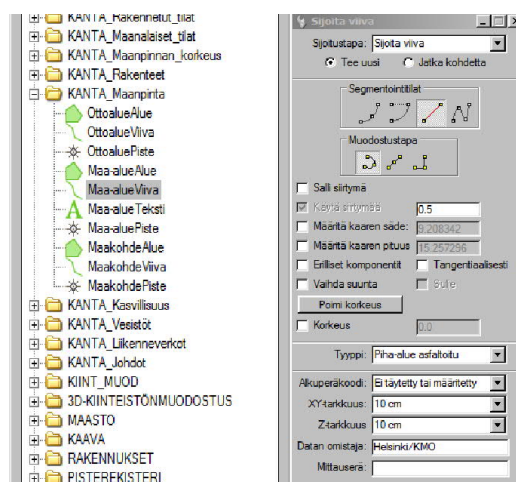 KANTA_Rakennetut_tilat
KANTA_Maanalaiset_tilat
KANTA_Maanpinnan_korkeus
KANTA_Rakenteet
KANTA_Maanpinta
OttoalueAlue
OttoalueViiva
OttoaluePiste
Maa-alueAlue
Maa-alueViiva
Maa-alueTeksti
Maa-aluePiste
MaakohdeAlue
MaakohdeViiva
MaakohdePiste
KANTA_Kasvillisuus
KANTA_Vesistöt
KANTA_Liikenneverkot
KANTA_Johdot
KIINT_MUOD
3D-KIINTEISTÖNMUODOSTUS
MAASTO
KAAVA
RAKENNUKSET
PISTEREKISTERI
Sijoita viiva
Sijoitustapa: Sijoita viiva
Tee uusi Jatka kohdetta
Segmentointitilat
Muodostustapa
Salli siirtymä
Käytä siirtymää 0.5
Määritä kaaren säde: 9.208342
Määritä kaaren pituus 15.257296
Erilliset komponentit Tangentiaalisesti
Vaihda suunta Sulje
Poimi korkeus
Korkeus 0.0
Tyyppi: Piha-alue asfaltoitu
Alkuperäkoodi: Ei täytetty tai määritetty
XY-tarkkuus: 10 cm
Z-tarkkuus 10 cm
Datan omistaja: Helsinki/KMO
Mittauserä: